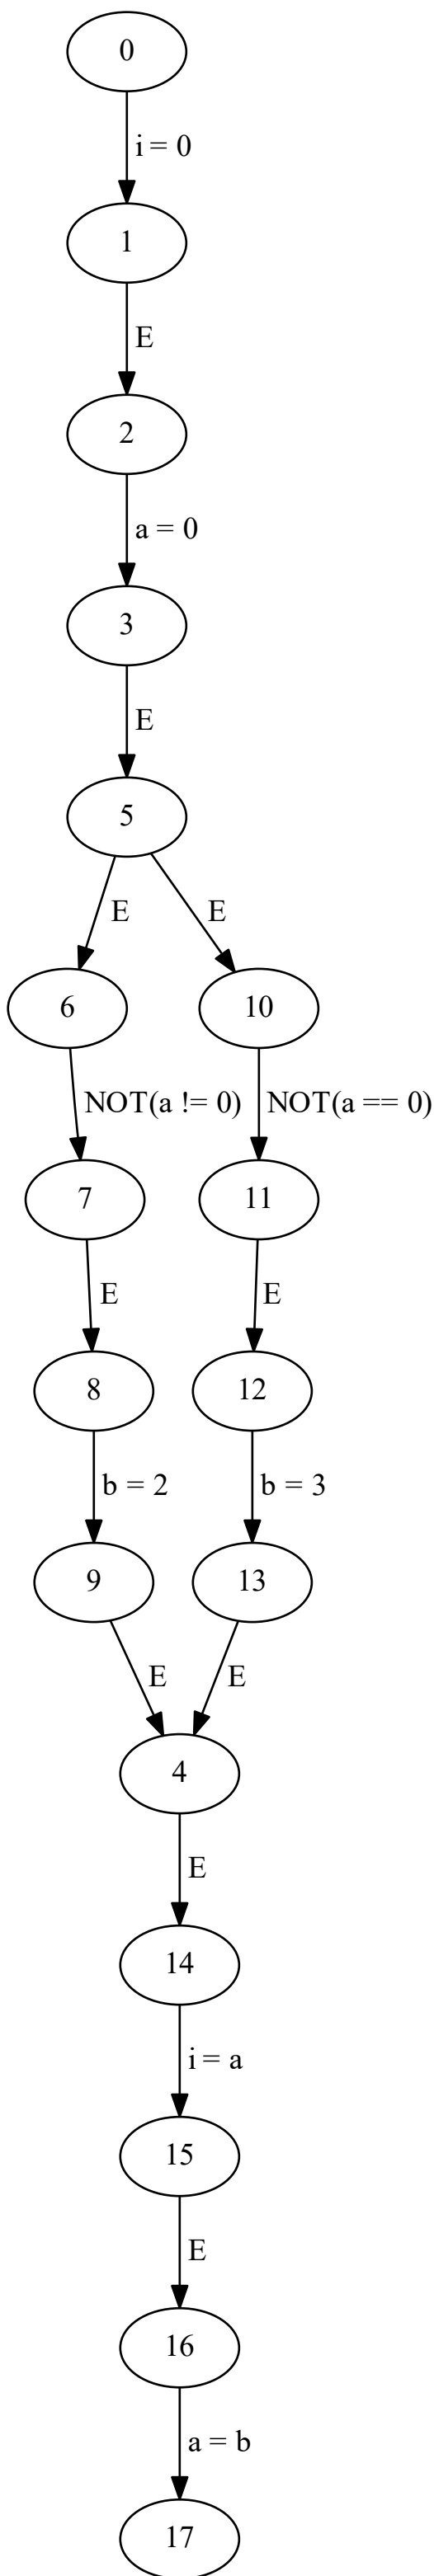 0
i = 0
1
E
2
a = 0
3
E
5
E E
6 10
NOT(a != 0) NOT(a == 0)
7 11
E E
8 12
b = 2 b = 3
9 13
E E
4
E
14
i = a
15
E
16
a = b
17